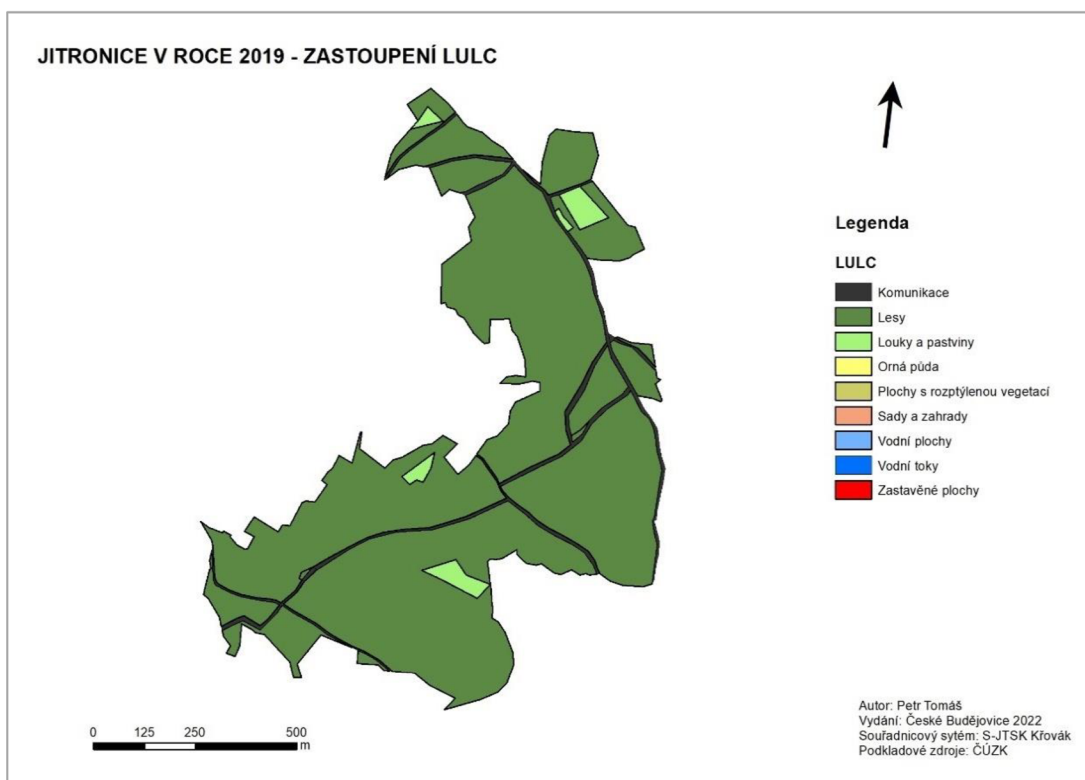 JITRONICE V ROCE 2019 - ZASTOUPENÍ LULC
Legenda
LULC
Komunikace
Lesy
Louky a pastviny
Orná půda
Plochy s rozptýlenou vegetací
Sady a zahrady
Vodní plochy
Vodní toky
Zastavěné plochy
0 125 250 500
m
Autor: Petr Tomáš
Vydání: České Budějovice 2022
Souřadnicový sytém: S-JTSK Křovák
Podkladové zdroje: ČÚZK